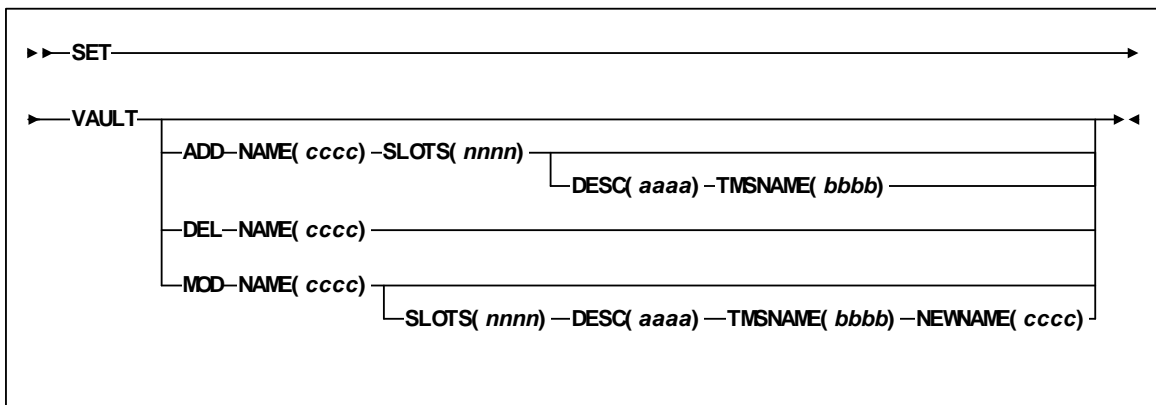 SET
VAULT
ADD NAME( cccc) SLOTS( nnnn)
DESC( aaaa) TMSNAME( bbbb)
DEL NAME( cccc)
MOD NAME( cccc)
SLOTS( nnnn) DESC( aaaa) TMSNAME( bbbb) NEWNAME( cccc)